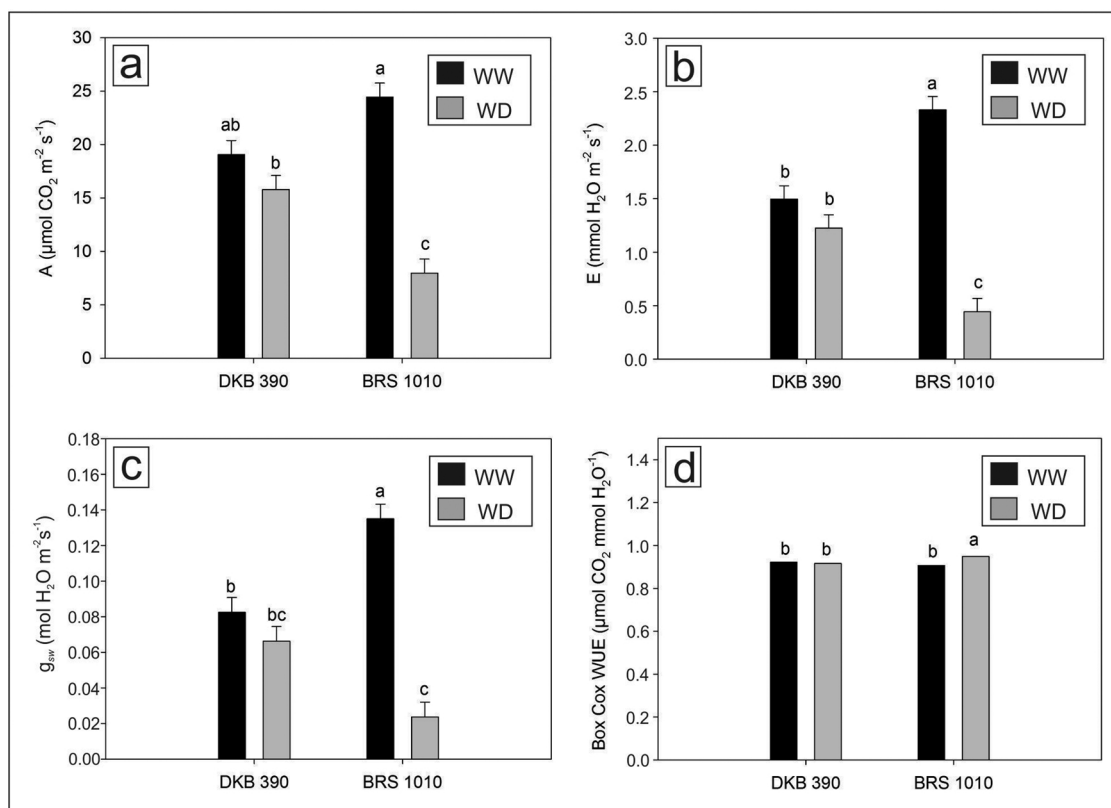 a
A (µmol CO₂ m⁻² s⁻¹)
30
25
20
15
10
5
0
WW
WD
ab
b
a
c
DKB 390
BRS 1010
b
E (mmol H₂O m⁻² s⁻¹)
3.0
2.5
2.0
1.5
1.0
0.5
0.0
WW
WD
b
b
a
c
DKB 390
BRS 1010
c
gsw (mol H₂O m⁻²s⁻¹)
0.18
0.16
0.14
0.12
0.10
0.08
0.06
0.04
0.02
0.00
WW
WD
b
bc
a
c
DKB 390
BRS 1010
d
Box Cox WUE (µmol CO₂ mmol H₂O⁻¹)
1.4
1.2
1.0
0.8
0.6
0.4
0.2
0.0
WW
WD
b
b
b
a
DKB 390
BRS 1010